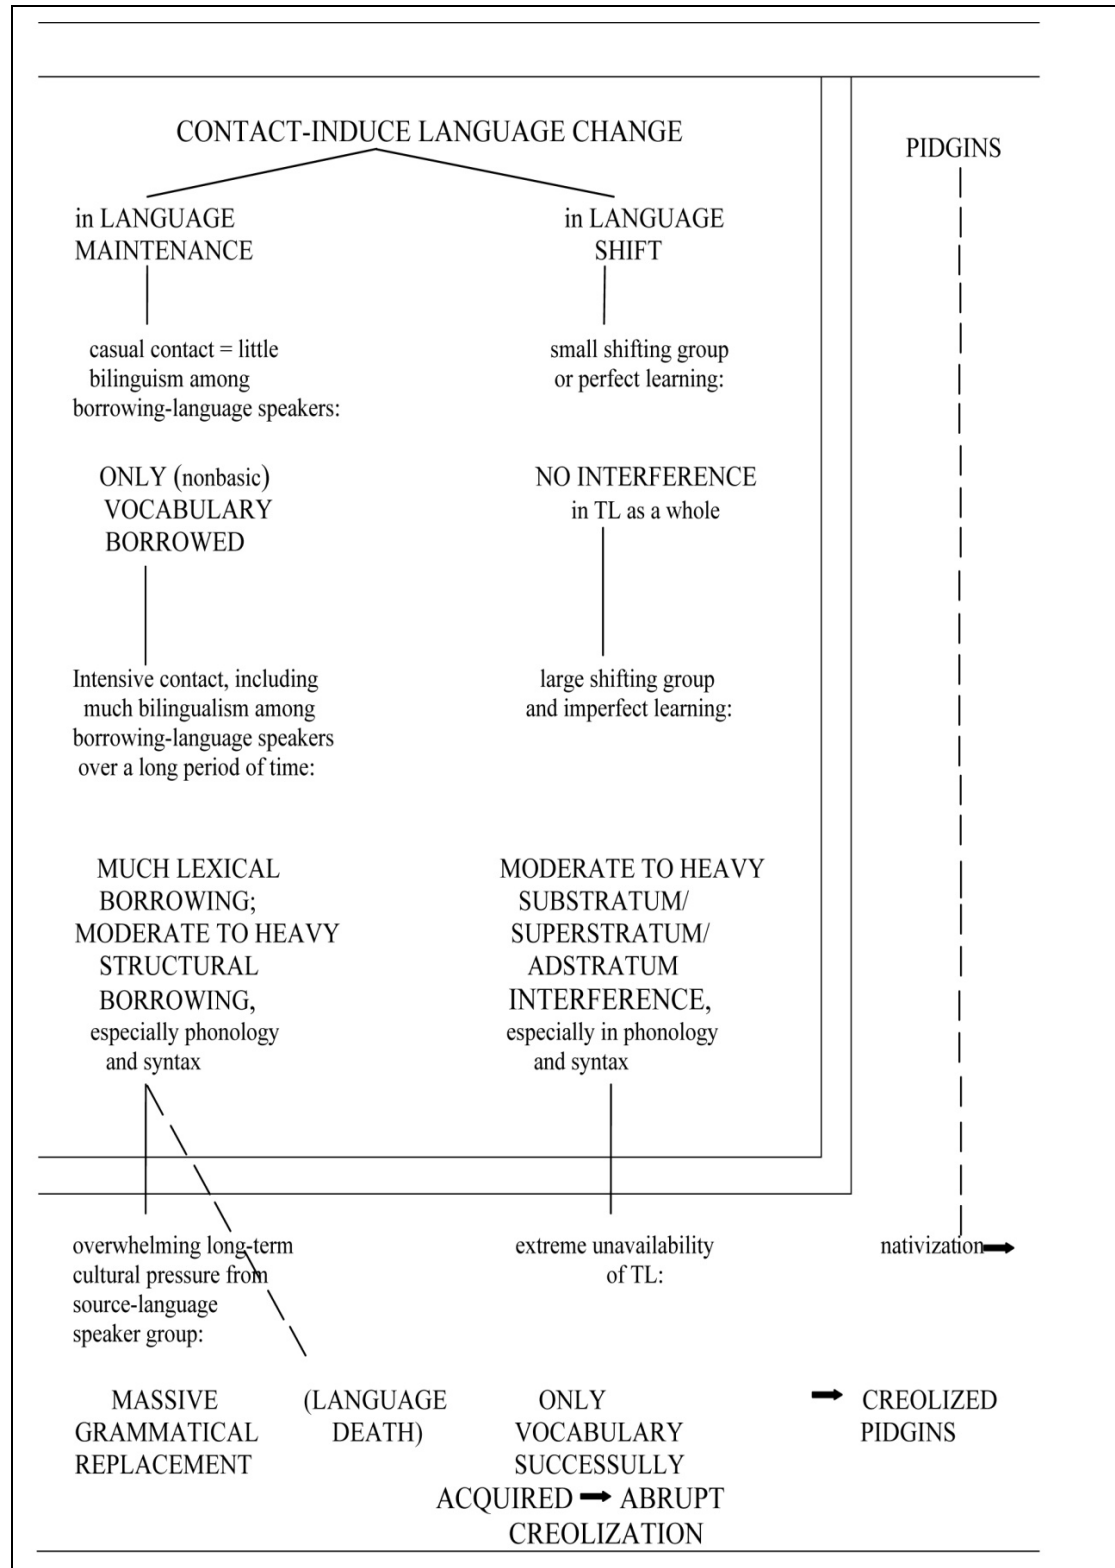 CONTACT-INDUCE LANGUAGE CHANGE
PIDGINS
in LANGUAGE
MAINTENANCE
in LANGUAGE
SHIFT
casual contact = little
bilinguism among
borrowing-language speakers:
small shifting group
or perfect learning:
ONLY (nonbasic)
VOCABULARY
BORROWED
NO INTERFERENCE
in TL as a whole
Intensive contact, including
much bilingualism among
borrowing-language speakers
over a long period of time:
large shifting group
and imperfect learning:
MUCH LEXICAL
BORROWING;
MODERATE TO HEAVY
STRUCTURAL
BORROWING,
especially phonology
and syntax
MODERATE TO HEAVY
SUBSTRATUM/
SUPERSTRATUM/
ADSTRATUM
INTERFERENCE,
especially in phonology
and syntax
overwhelming long-term
cultural pressure from
source-language
speaker group:
extreme unavailability
of TL:
nativization
MASSIVE
GRAMMATICAL
REPLACEMENT
(LANGUAGE
DEATH)
ONLY
VOCABULARY
SUCCESSULLY
ACQUIRED → ABRUPT
CREOLIZATION
→ CREOLIZED
PIDGINS